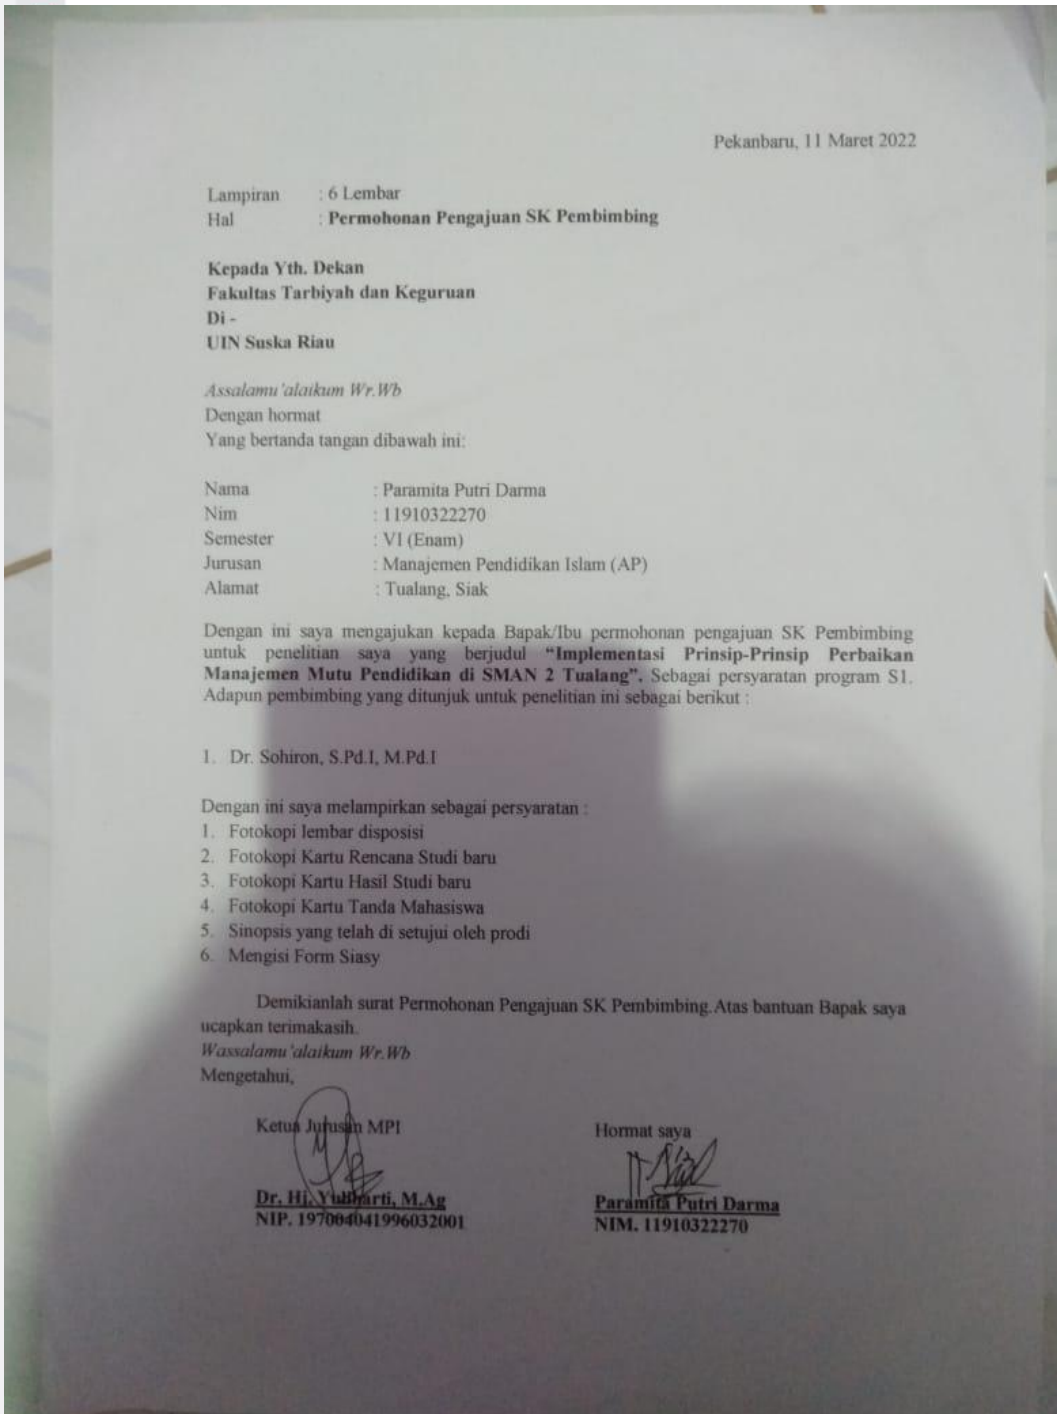 Pekanbaru, 11 Maret 2022
Lampiran : 6 Lembar
Hal : Permohonan Pengajuan SK Pembimbing
Kepada Yth. Dekan
Fakultas Tarbiyah dan Keguruan
Di -
UIN Suska Riau
Assalamu'alaikum Wr.Wb
Dengan hormat
Yang bertanda tangan dibawah ini:
Nama : Paramita Putri Darma
Nim : 11910322270
Semester : VI (Enam)
Jurusan : Manajemen Pendidikan Islam (AP)
Alamat : Tualang, Siak
Dengan ini saya mengajukan kepada Bapak/Ibu permohonan pengajuan SK Pembimbing
untuk penelitian saya yang berjudul “Implementasi Prinsip-Prinsip Perbaikan
Manajemen Mutu Pendidikan di SMAN 2 Tualang”. Sebagai persyaratan program S1.
Adapun pembimbing yang ditunjuk untuk penelitian ini sebagai berikut :
1. Dr. Sohiron, S.Pd.I, M.Pd.I
Dengan ini saya melampirkan sebagai persyaratan :
1. Fotokopi lembar disposisi
2. Fotokopi Kartu Rencana Studi baru
3. Fotokopi Kartu Hasil Studi baru
4. Fotokopi Kartu Tanda Mahasiswa
5. Sinopsis yang telah di setujui oleh prodi
6. Mengisi Form Siasy
Demikianlah surat Permohonan Pengajuan SK Pembimbing.Atas bantuan Bapak saya
ucapkan terimakasih.
Wassalamu'alaikum Wr.Wb
Mengetahui,
Ketua Jurusan MPI
Hormat saya
Dr. Hj. Yuliharti, M.Ag
Paramita Putri Darma
NIP. 197004041996032001
NIM. 11910322270